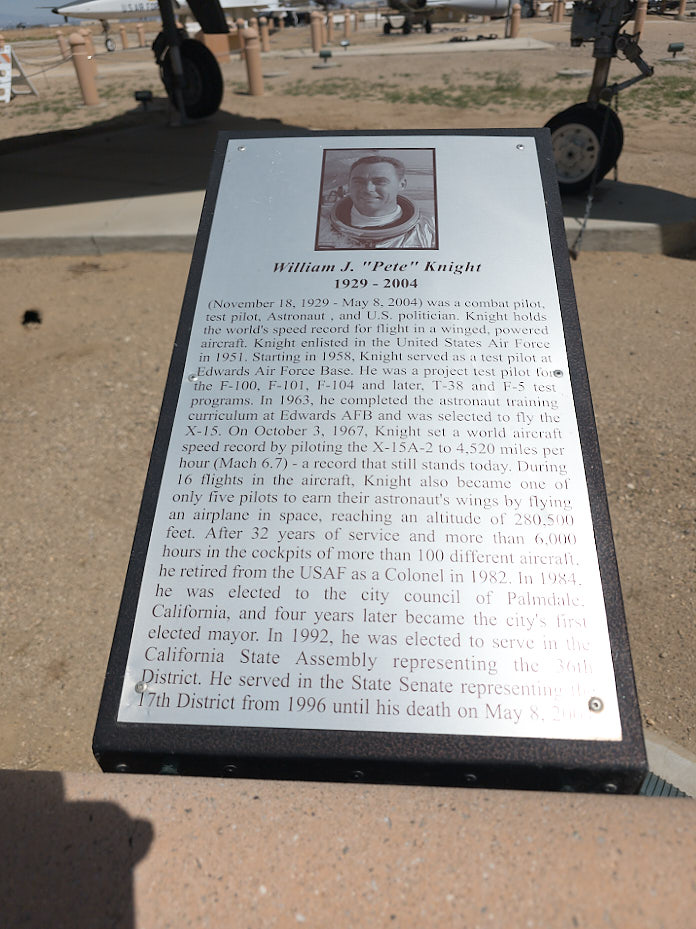 U.S. AIR FOR
William J. "Pete" Knight
1929 - 2004
(November 18, 1929 - May 8, 2004) was a combat pilot,
test pilot, Astronaut , and U.S. politician. Knight holds
the world's speed record for flight in a winged, powered
aircraft. Knight enlisted in the United States Air Force
in 1951. Starting in 1958, Knight served as a test pilot at
Edwards Air Force Base. He was a project test pilot for
the F-100, F-101, F-104 and later, T-38 and F-5 test
programs. In 1963, he completed the astronaut training
curriculum at Edwards AFB and was selected to fly the
X-15. On October 3, 1967, Knight set a world aircraft
speed record by piloting the X-15A-2 to 4,520 miles per
hour (Mach 6.7) - a record that still stands today. During
16 flights in the aircraft, Knight also became one of
only five pilots to earn their astronaut's wings by flying
an airplane in space, reaching an altitude of 280,500
feet. After 32 years of service and more than 6,000
hours in the cockpits of more than 100 different aircraft,
he retired from the USAF as a Colonel in 1982. In 1984,
he was elected to the city council of Palmdale,
California, and four years later became the city's first
elected mayor. In 1992, he was elected to serve in the
California State Assembly representing the 36th
District. He served in the State Senate representing the
17th District from 1996 until his death on May 8,